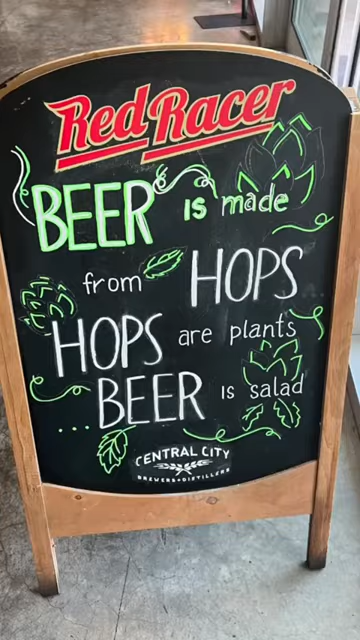 Red Racer
BEER is made
from HOPS
HOPS are plants
BEER is salad
...
CENTRAL CITY
BREWERS+DISTILLERS